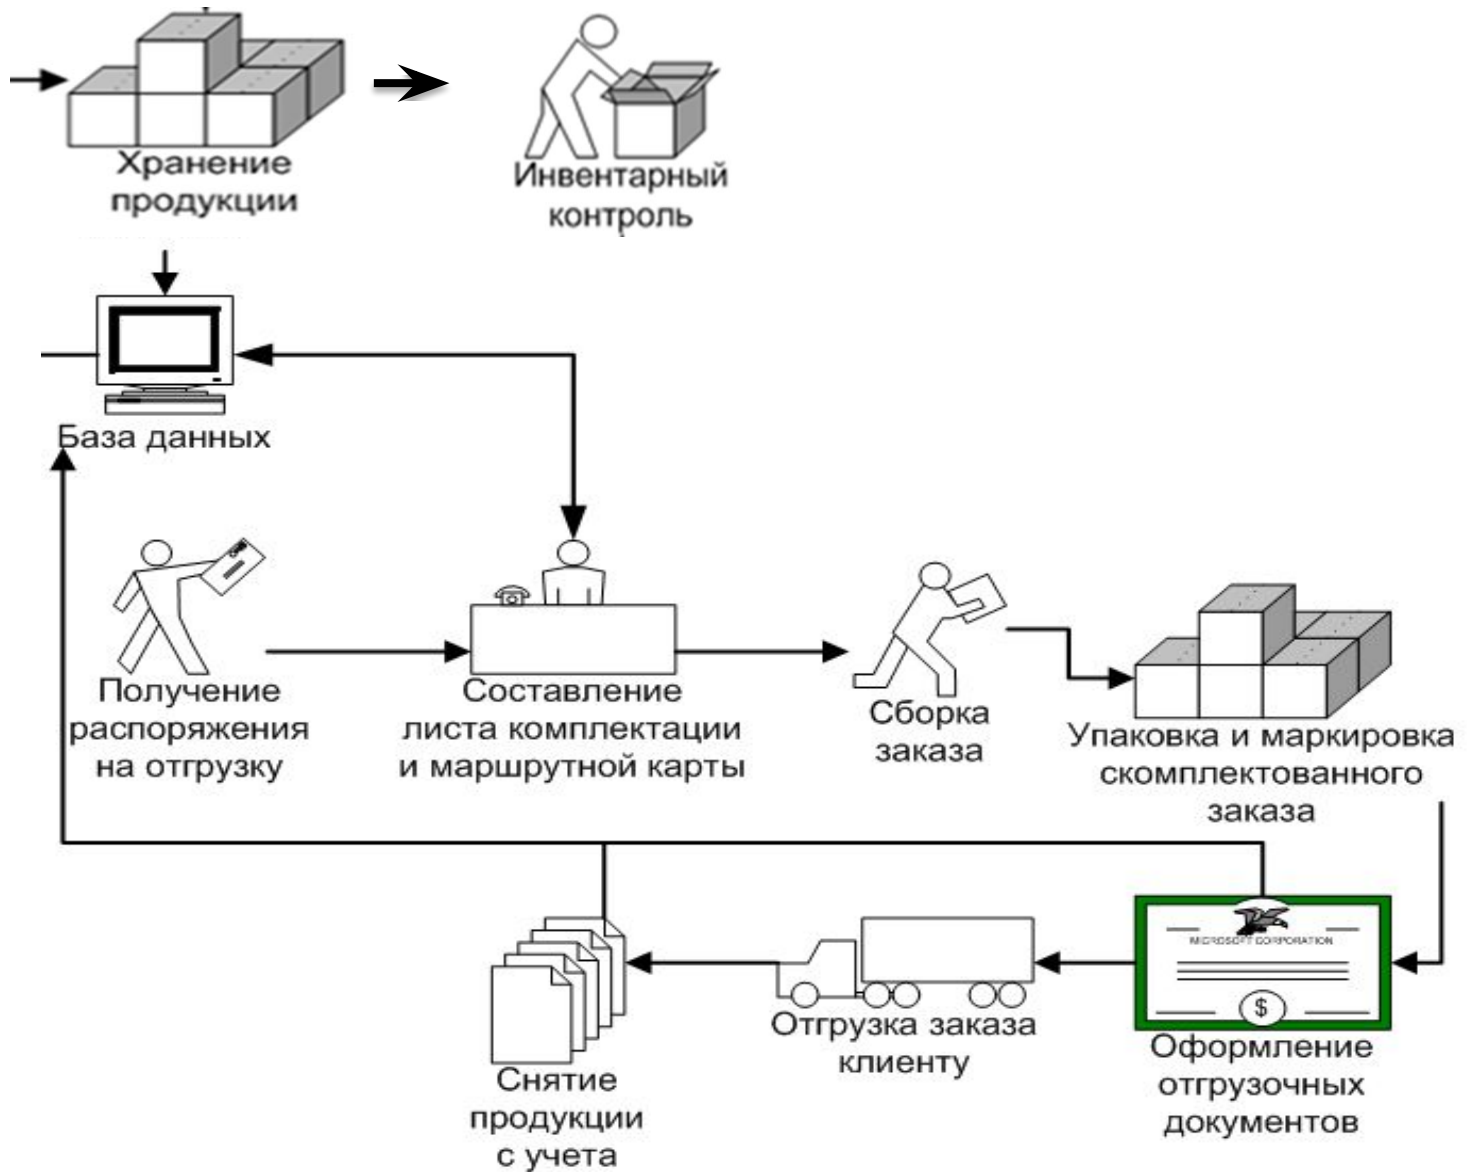 Хранение
продукции
Инвентарный
контроль
База данных
Получение
распоряжения
на отгрузку
Составление
листа комплектации
и маршрутной карты
Сборка
заказа
Упаковка и маркировка
скомплектованного
заказа
MICROSOFT CORPORATION
$
Оформление
отгрузочных
документов
Отгрузка заказа
клиенту
Снятие
продукции
с учета